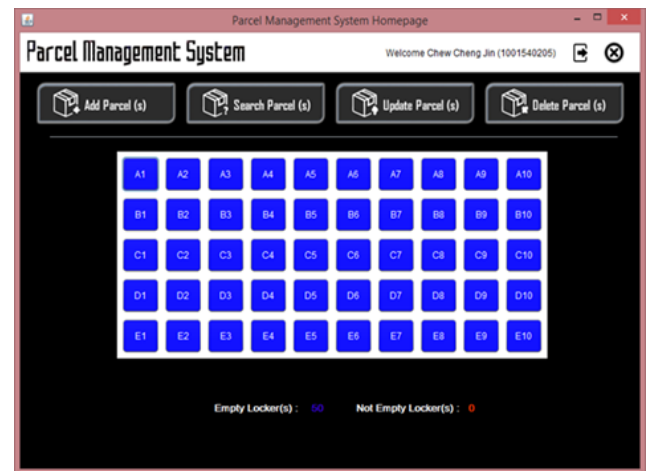 Parcel Management System Homepage
Parcel Management System
Welcome Chew Cheng Jin (1001540205)
Add Parcel (s) Search Parcel (s) Update Parcel (s) Delete Parcel (s)
A1 A2 A3 A4 A5 A6 A7 A8 A9 A10
B1 B2 B3 B4 B5 B6 B7 B8 B9 B10
C1 C2 C3 C4 C5 C6 C7 C8 C9 C10
D1 D2 D3 D4 D5 D6 D7 D8 D9 D10
E1 E2 E3 E4 E5 E6 E7 E8 E9 E10
Empty Locker(s) : 50 Not Empty Locker(s) : 0